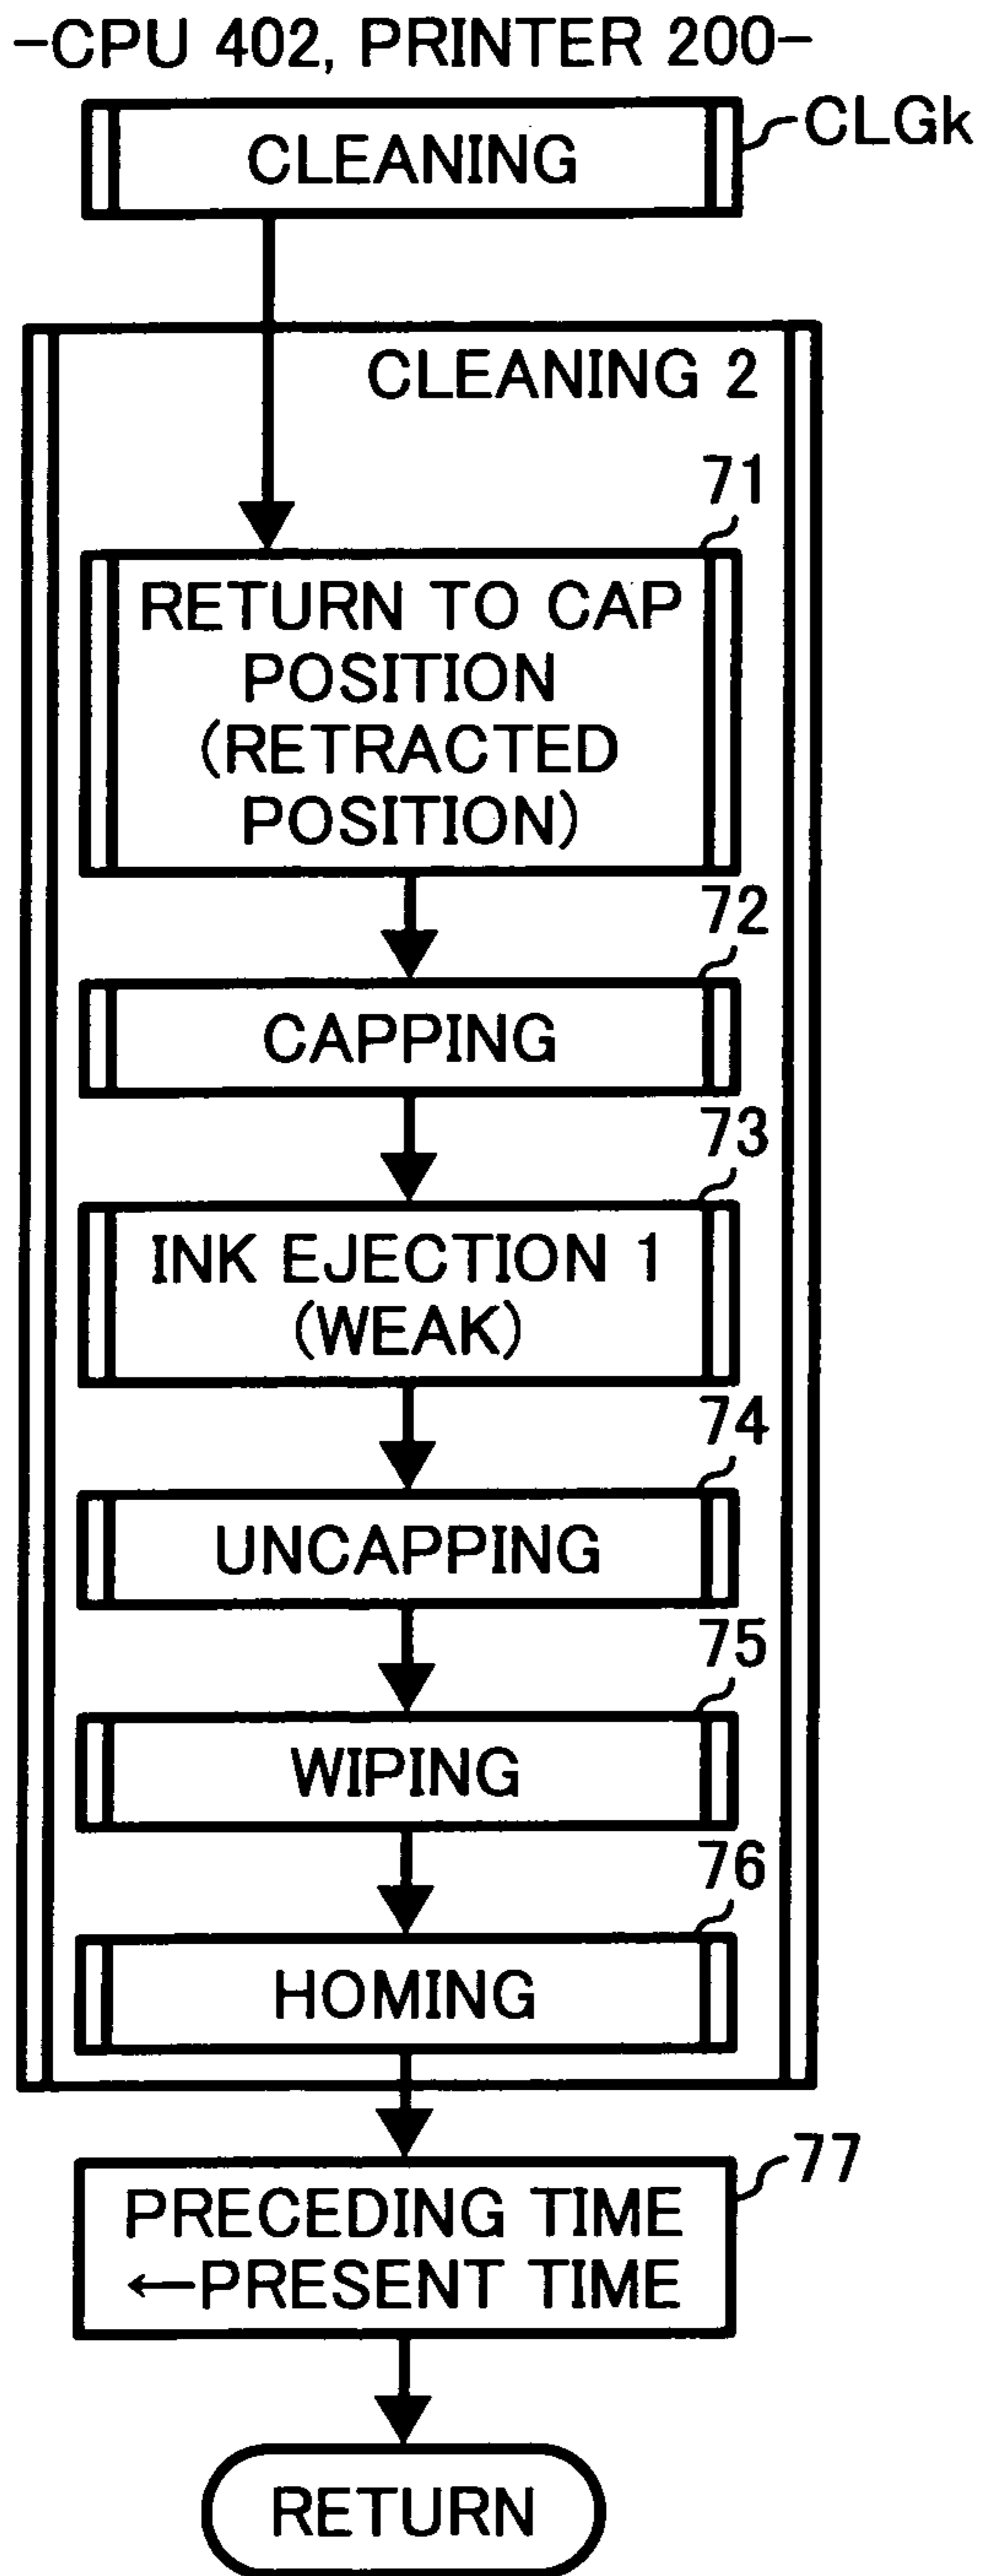 -CPU 402, PRINTER 200-
CLEANING
CLGk
CLEANING 2
71
RETURN TO CAP
POSITION
(RETRACTED
POSITION)
72
CAPPING
73
INK EJECTION 1
(WEAK)
74
UNCAPPING
75
WIPING
76
HOMING
77
PRECEDING TIME
←PRESENT TIME
RETURN